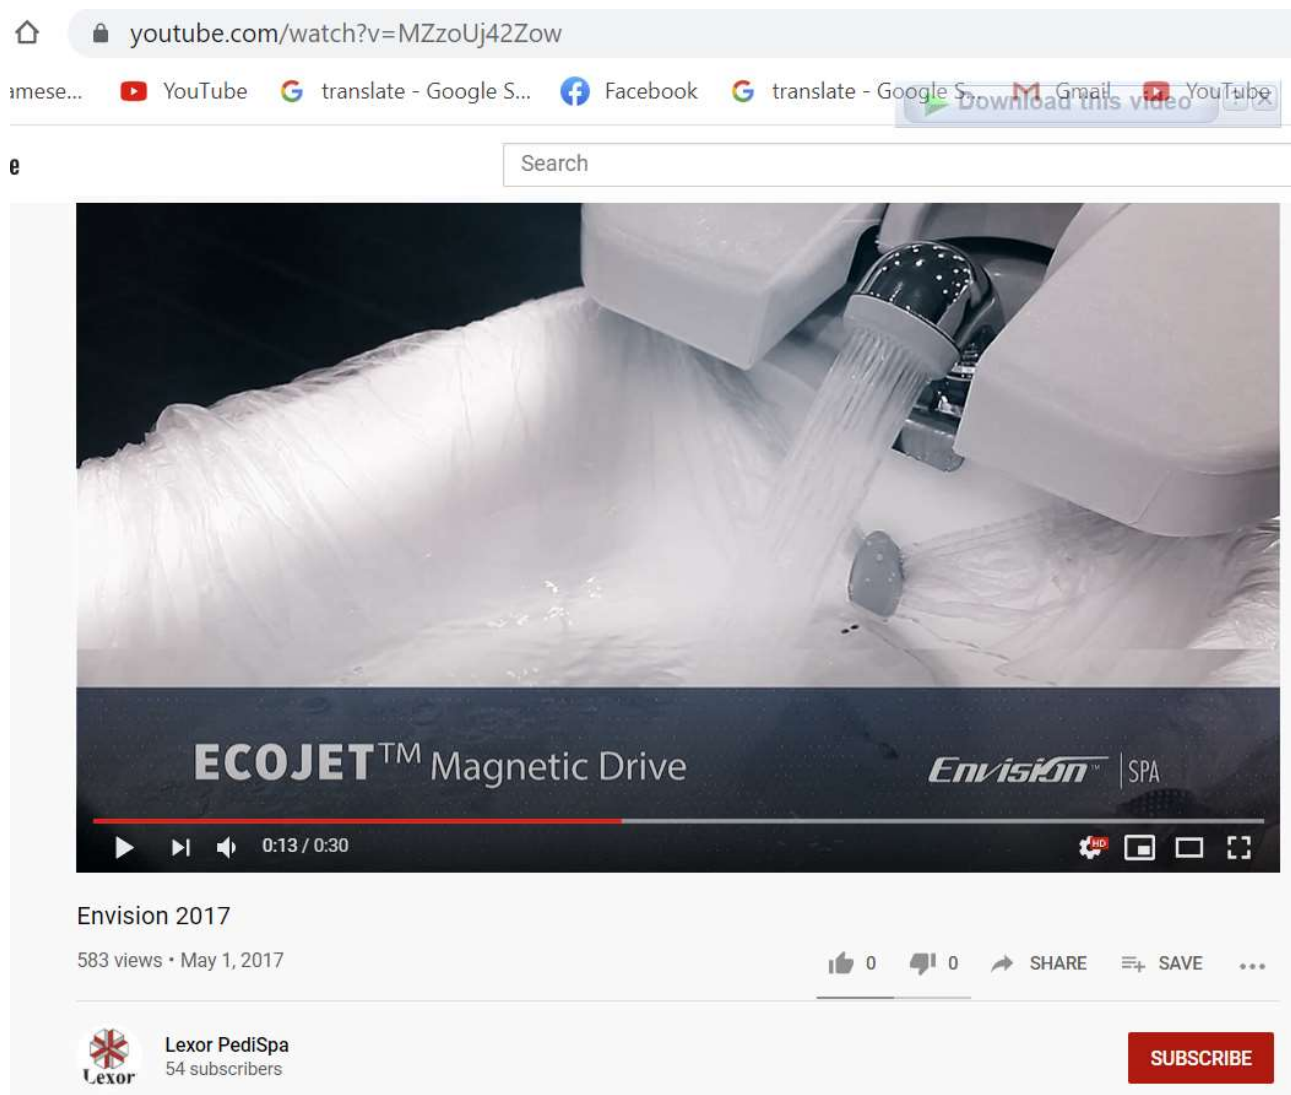 youtube.com/watch?v=MZzoUj42Zow
amese... YouTube translate - Google S... Facebook translate - Google S... Gmail YouTube
Download this video ? X
e Search
ECOJET™ Magnetic Drive Envision™ | SPA
0:13 / 0:30 HD
Envision 2017
583 views • May 1, 2017 0 0 SHARE SAVE
Lexor Lexor PediSpa
54 subscribers
SUBSCRIBE